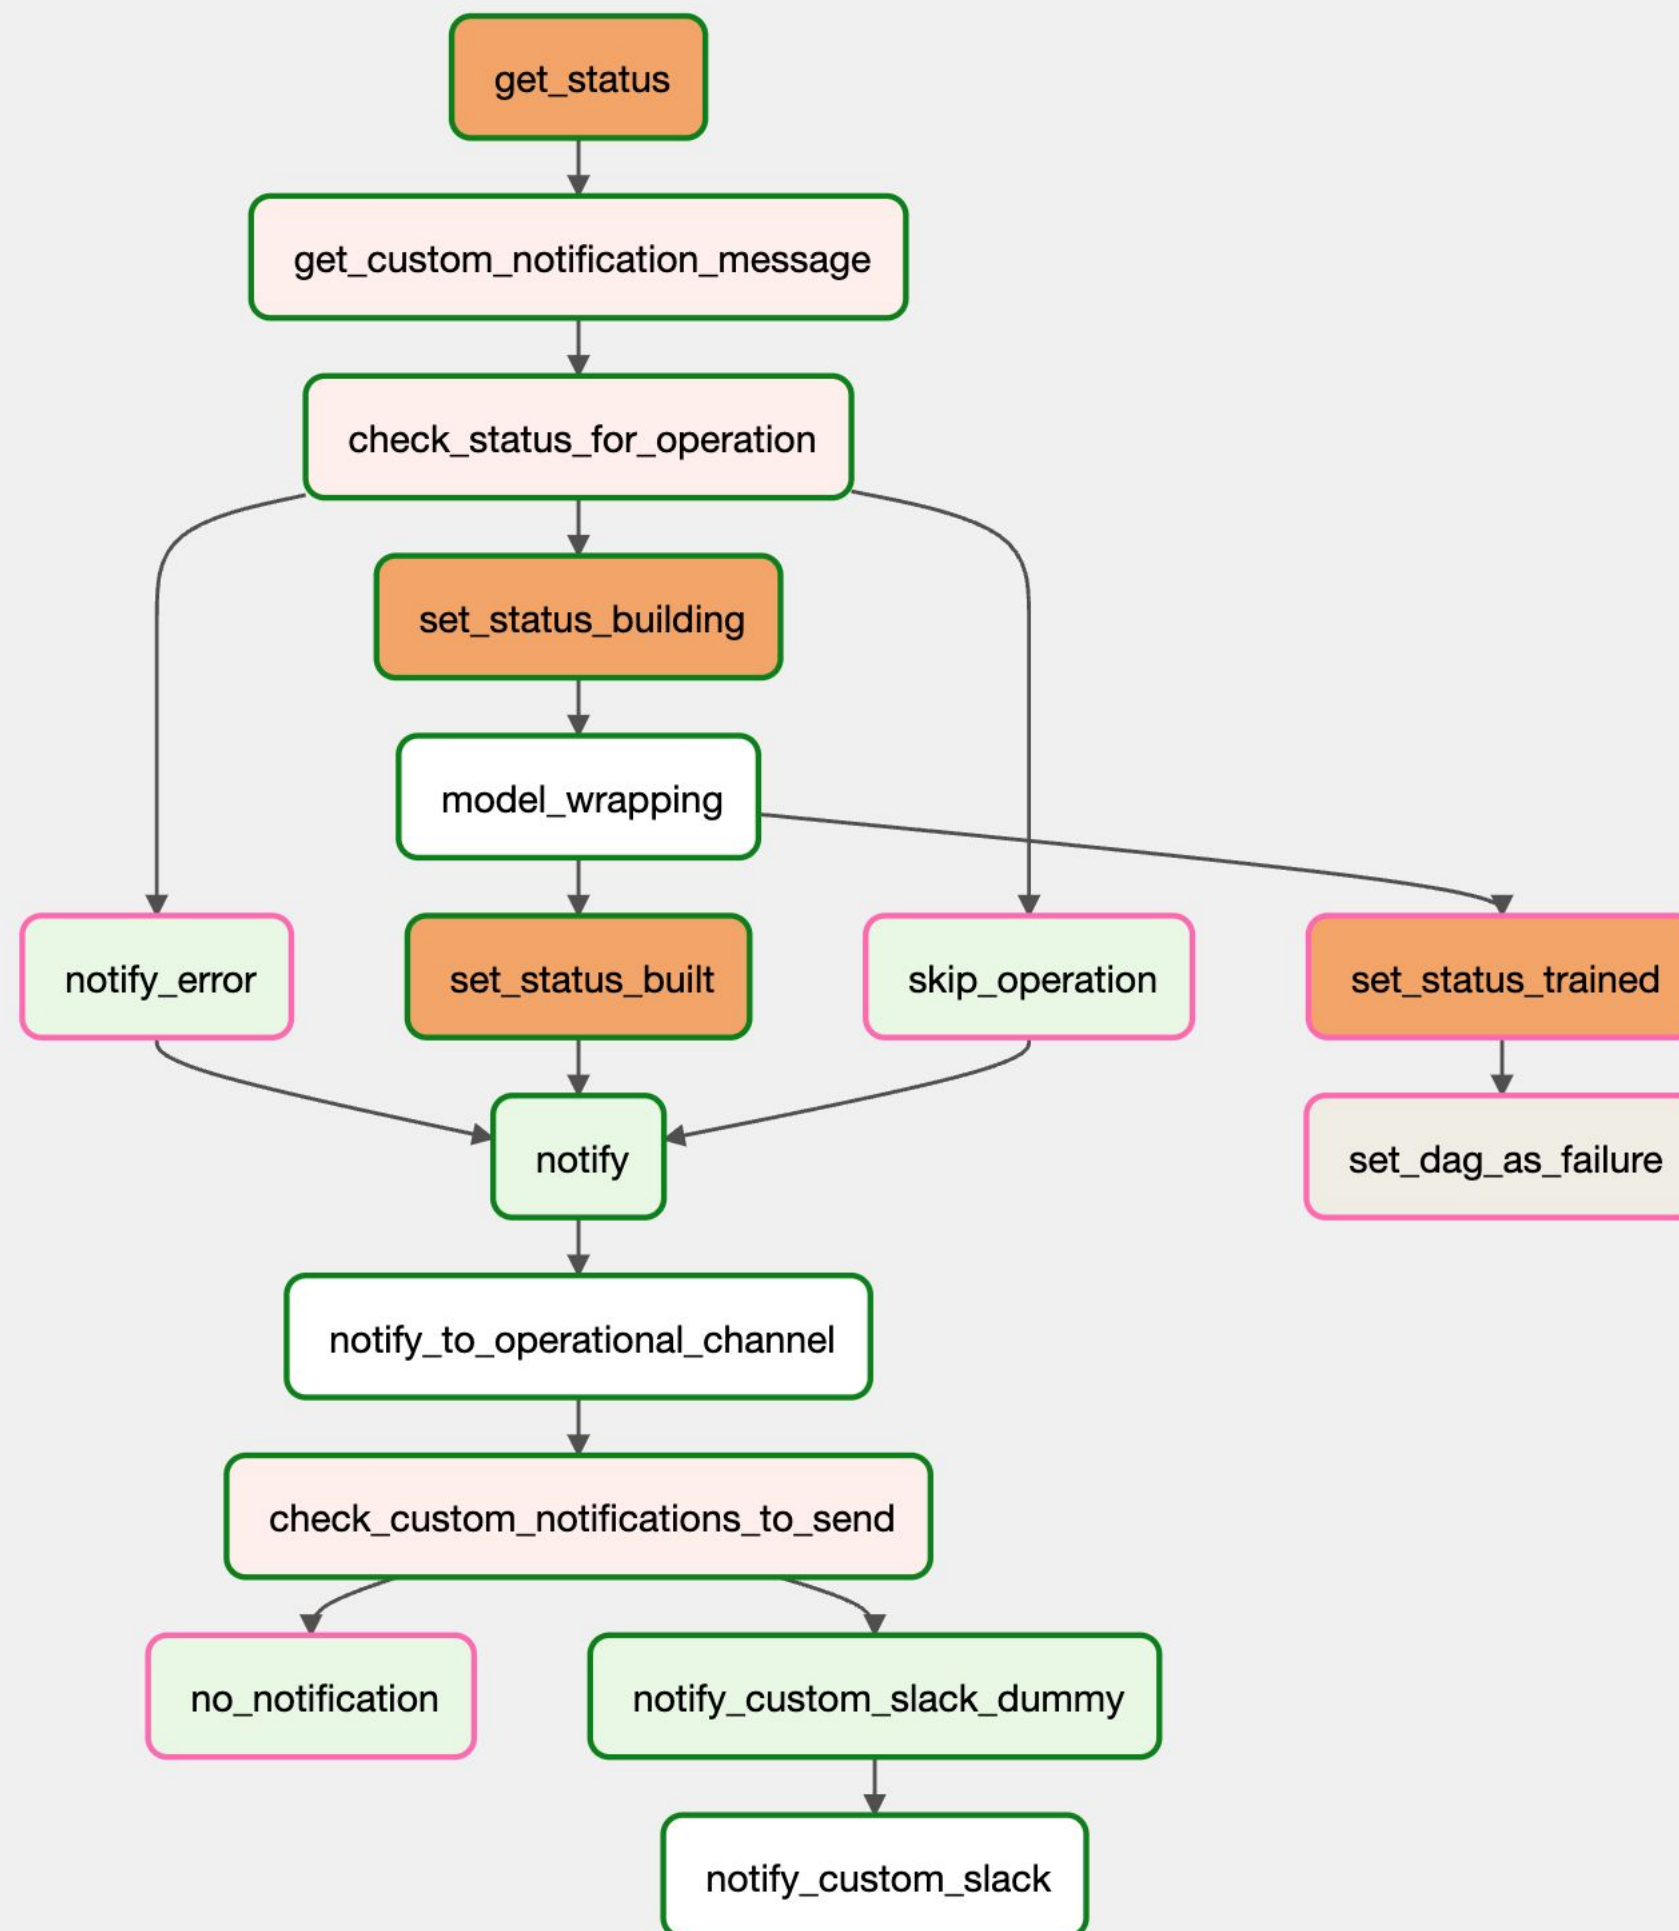 get_status
get_custom_notification_message
check_status_for_operation
set_status_building
model_wrapping
notify_error
set_status_built
skip_operation
set_status_trained
notify
set_dag_as_failure
notify_to_operational_channel
check_custom_notifications_to_send
no_notification
notify_custom_slack_dummy
notify_custom_slack